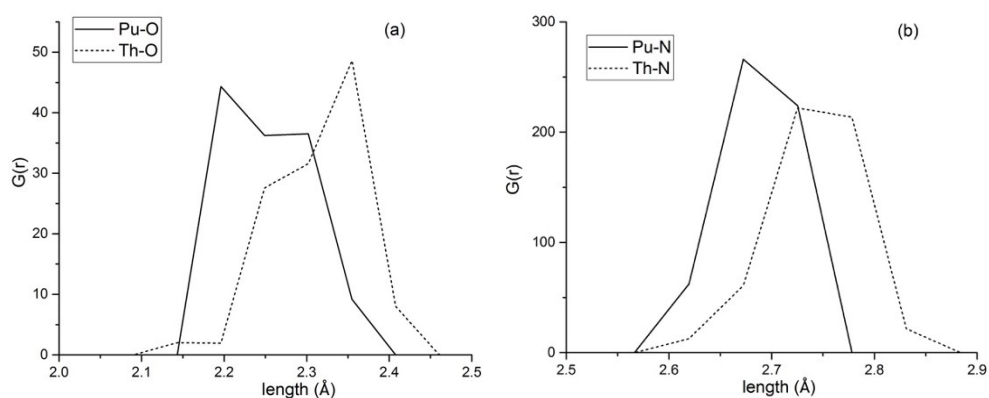 Pu-O
Th-O
(a)
50
40
30
20
10
0
G(r)
2.0 2.1 2.2 2.3 2.4 2.5
length (Å)
Pu-N
Th-N
(b)
300
200
100
0
G(r)
2.5 2.6 2.7 2.8 2.9
length (Å)